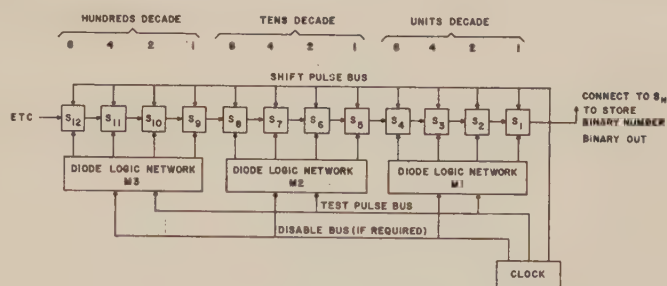 HUNDREDS DECADE TENS DECADE UNITS DECADE
8 4 2 1 8 4 2 1 8 4 2 1
SHIFT PULSE BUS
ETC S12 S11 S10 S9 S8 S7 S6 S5 S4 S3 S2 S1
CONNECT TO SN
TO STORE
BINARY NUMBER
BINARY OUT
DIODE LOGIC NETWORK
M3
DIODE LOGIC NETWORK
M2
DIODE LOGIC NETWORK
M1
TEST PULSE BUS
DISABLE BUS (IF REQUIRED)
CLOCK